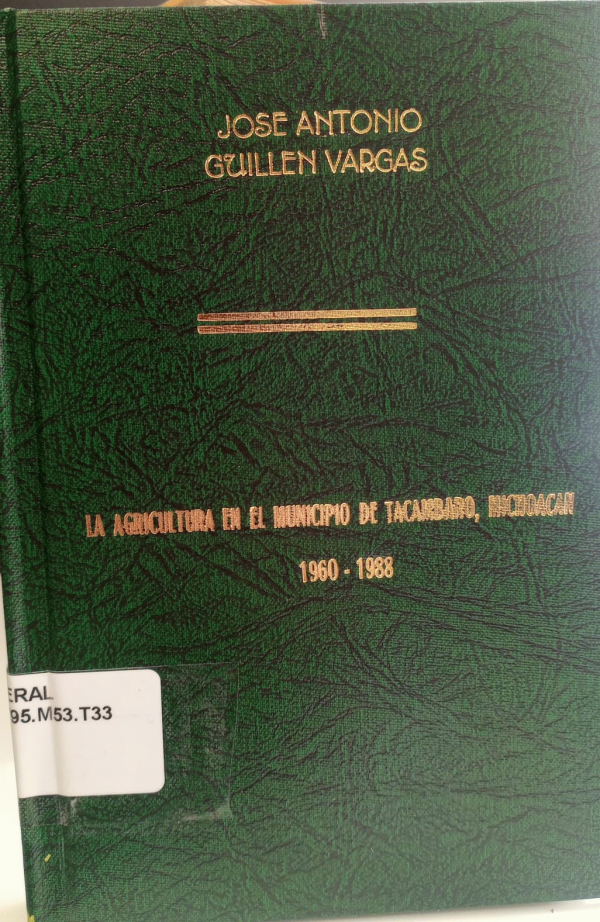 JOSE ANTONIO
GUILLEN VARGAS
LA AGRICULTURA EN EL MUNICIPIO DE TACAMBARO, MICHOACAN
1960 - 1988
ERAL
95.M53.T33